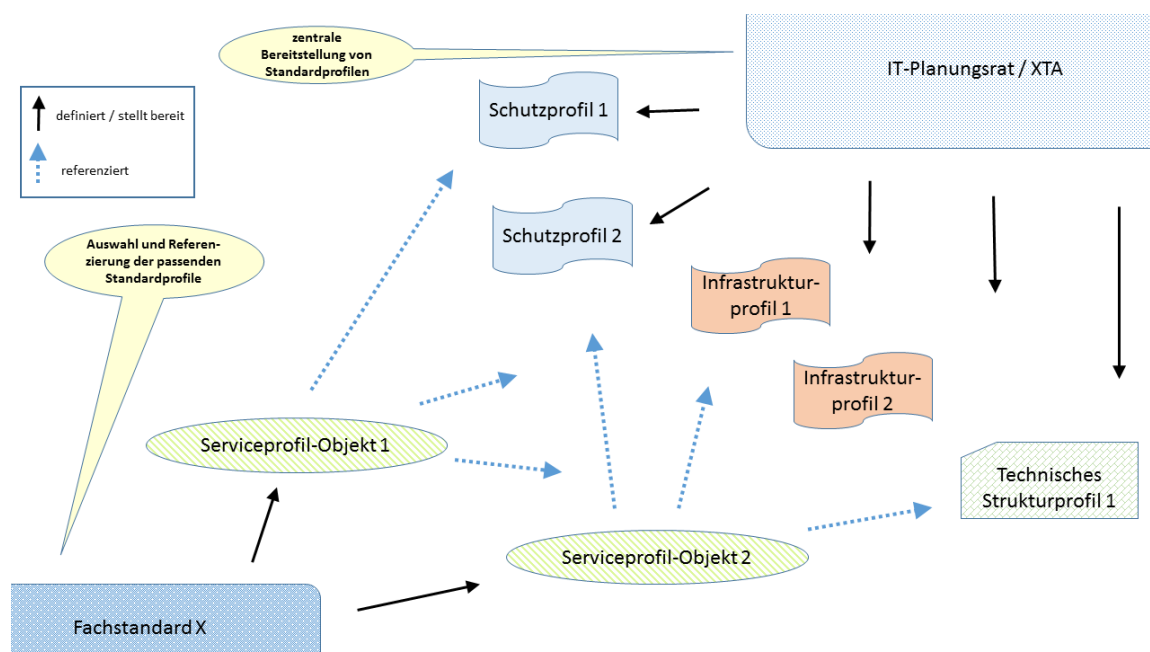 zentrale
Bereitstellung von
Standardprofilen
IT-Planungsrat / XTA
Schutzprofil 1
definiert / stellt bereit
referenziert
Schutzprofil 2
Auswahl und Referen-
zierung der passenden
Standardprofile
Infrastruktur-
profil 1
Infrastruktur-
profil 2
Serviceprofil-Objekt 1
Technisches
Strukturprofil 1
Serviceprofil-Objekt 2
Fachstandard X